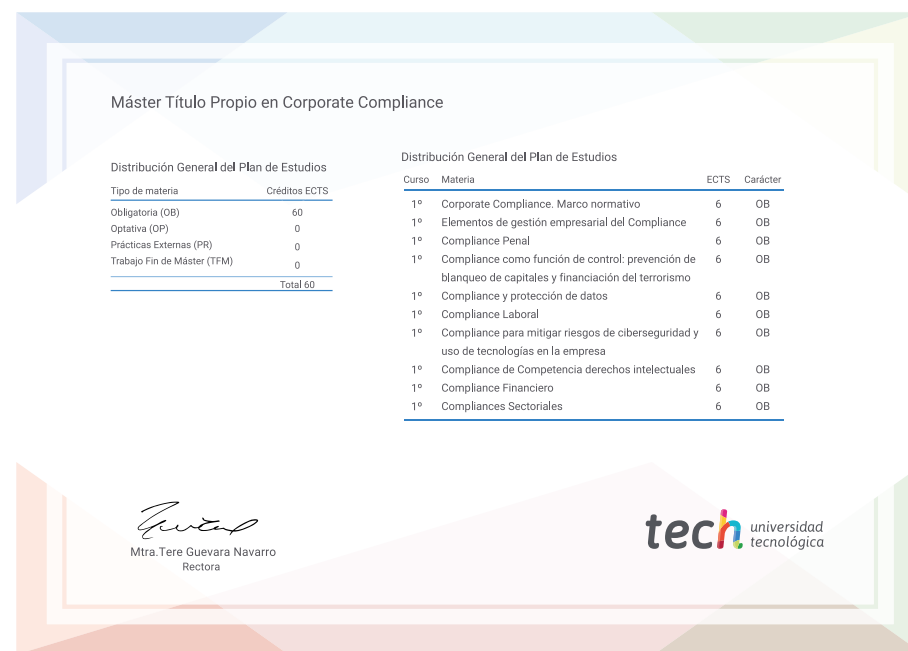 Máster Título Propio en Corporate Compliance
Distribución General del Plan de Estudios
Tipo de materia Créditos ECTS
Obligatoria (OB) 60
Optativa (OP) 0
Prácticas Externas (PR) 0
Trabajo Fin de Máster (TFM) 0
Total 60
Distribución General del Plan de Estudios
Curso Materia ECTS Carácter
1º Corporate Compliance. Marco normativo 6 OB
1º Elementos de gestión empresarial del Compliance 6 OB
1º Compliance Penal 6 OB
1º Compliance como función de control: prevención de 6 OB
blanqueo de capitales y financiación del terrorismo
1º Compliance y protección de datos 6 OB
1º Compliance Laboral 6 OB
1º Compliance para mitigar riesgos de ciberseguridad y 6 OB
uso de tecnologías en la empresa
1º Compliance de Competencia derechos intelectuales 6 OB
1º Compliance Financiero 6 OB
1º Compliances Sectoriales 6 OB
Mtra.Tere Guevara Navarro
Rectora
tech universidad
tecnológica